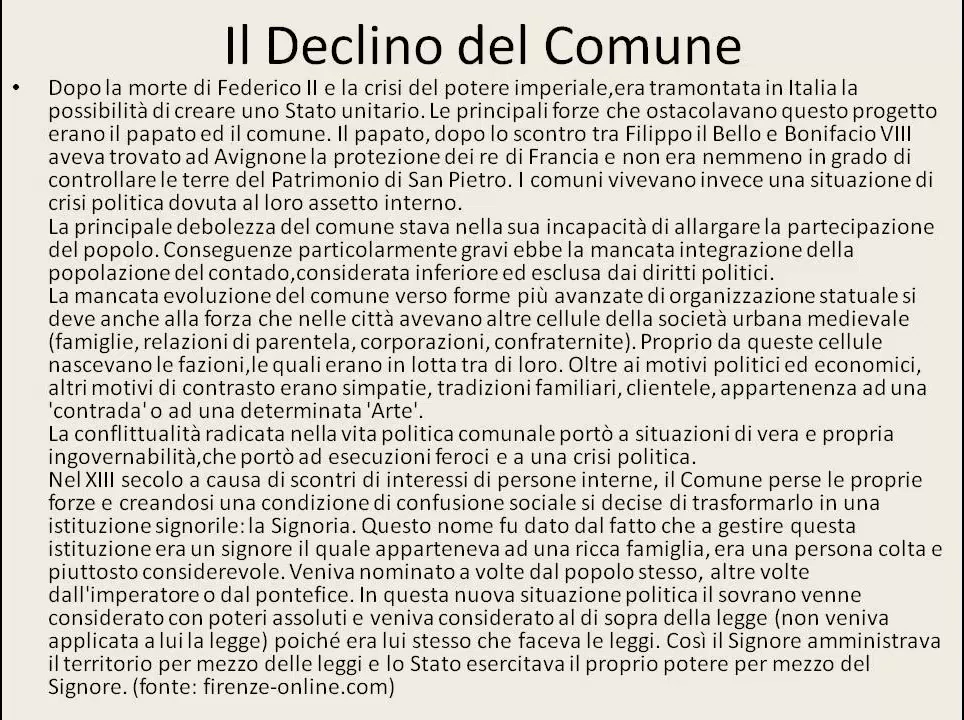 Il Declino del Comune
• Dopo la morte di Federico II e la crisi del potere imperiale,era tramontata in Italia la
possibilità di creare uno Stato unitario. Le principali forze che ostacolavano questo progetto
erano il papato ed il comune. Il papato, dopo lo scontro tra Filippo il Bello e Bonifacio VIII
aveva trovato ad Avignone la protezione dei re di Francia e non era nemmeno in grado di
controllare le terre del Patrimonio di San Pietro. I comuni vivevano invece una situazione di
crisi politica dovuta al loro assetto interno.
La principale debolezza del comune stava nella sua incapacità di allargare la partecipazione
del popolo. Conseguenze particolarmente gravi ebbe la mancata integrazione della
popolazione del contado,considerata inferiore ed esclusa dai diritti politici.
La mancata evoluzione del comune verso forme più avanzate di organizzazione statuale si
deve anche alla forza che nelle città avevano altre cellule della società urbana medievale
(famiglie, relazioni di parentela, corporazioni, confraternite). Proprio da queste cellule
nascevano le fazioni,le quali erano in lotta tra di loro. Oltre ai motivi politici ed economici,
altri motivi di contrasto erano simpatie, tradizioni familiari, clientele, appartenenza ad una
'contrada' o ad una determinata 'Arte'.
La conflittualità radicata nella vita politica comunale portò a situazioni di vera e propria
ingovernabilità,che portò ad esecuzioni feroci e a una crisi politica.
Nel XIII secolo a causa di scontri di interessi di persone interne, il Comune perse le proprie
forze e creandosi una condizione di confusione sociale si decise di trasformarlo in una
istituzione signorile: la Signoria. Questo nome fu dato dal fatto che a gestire questa
istituzione era un signore il quale apparteneva ad una ricca famiglia, era una persona colta e
piuttosto considerevole. Veniva nominato a volte dal popolo stesso, altre volte
dall'imperatore o dal pontefice. In questa nuova situazione politica il sovrano venne
considerato con poteri assoluti e veniva considerato al di sopra della legge (non veniva
applicata a lui la legge) poiché era lui stesso che faceva le leggi. Così il Signore amministrava
il territorio per mezzo delle leggi e lo Stato esercitava il proprio potere per mezzo del
Signore. (fonte: firenze-online.com)